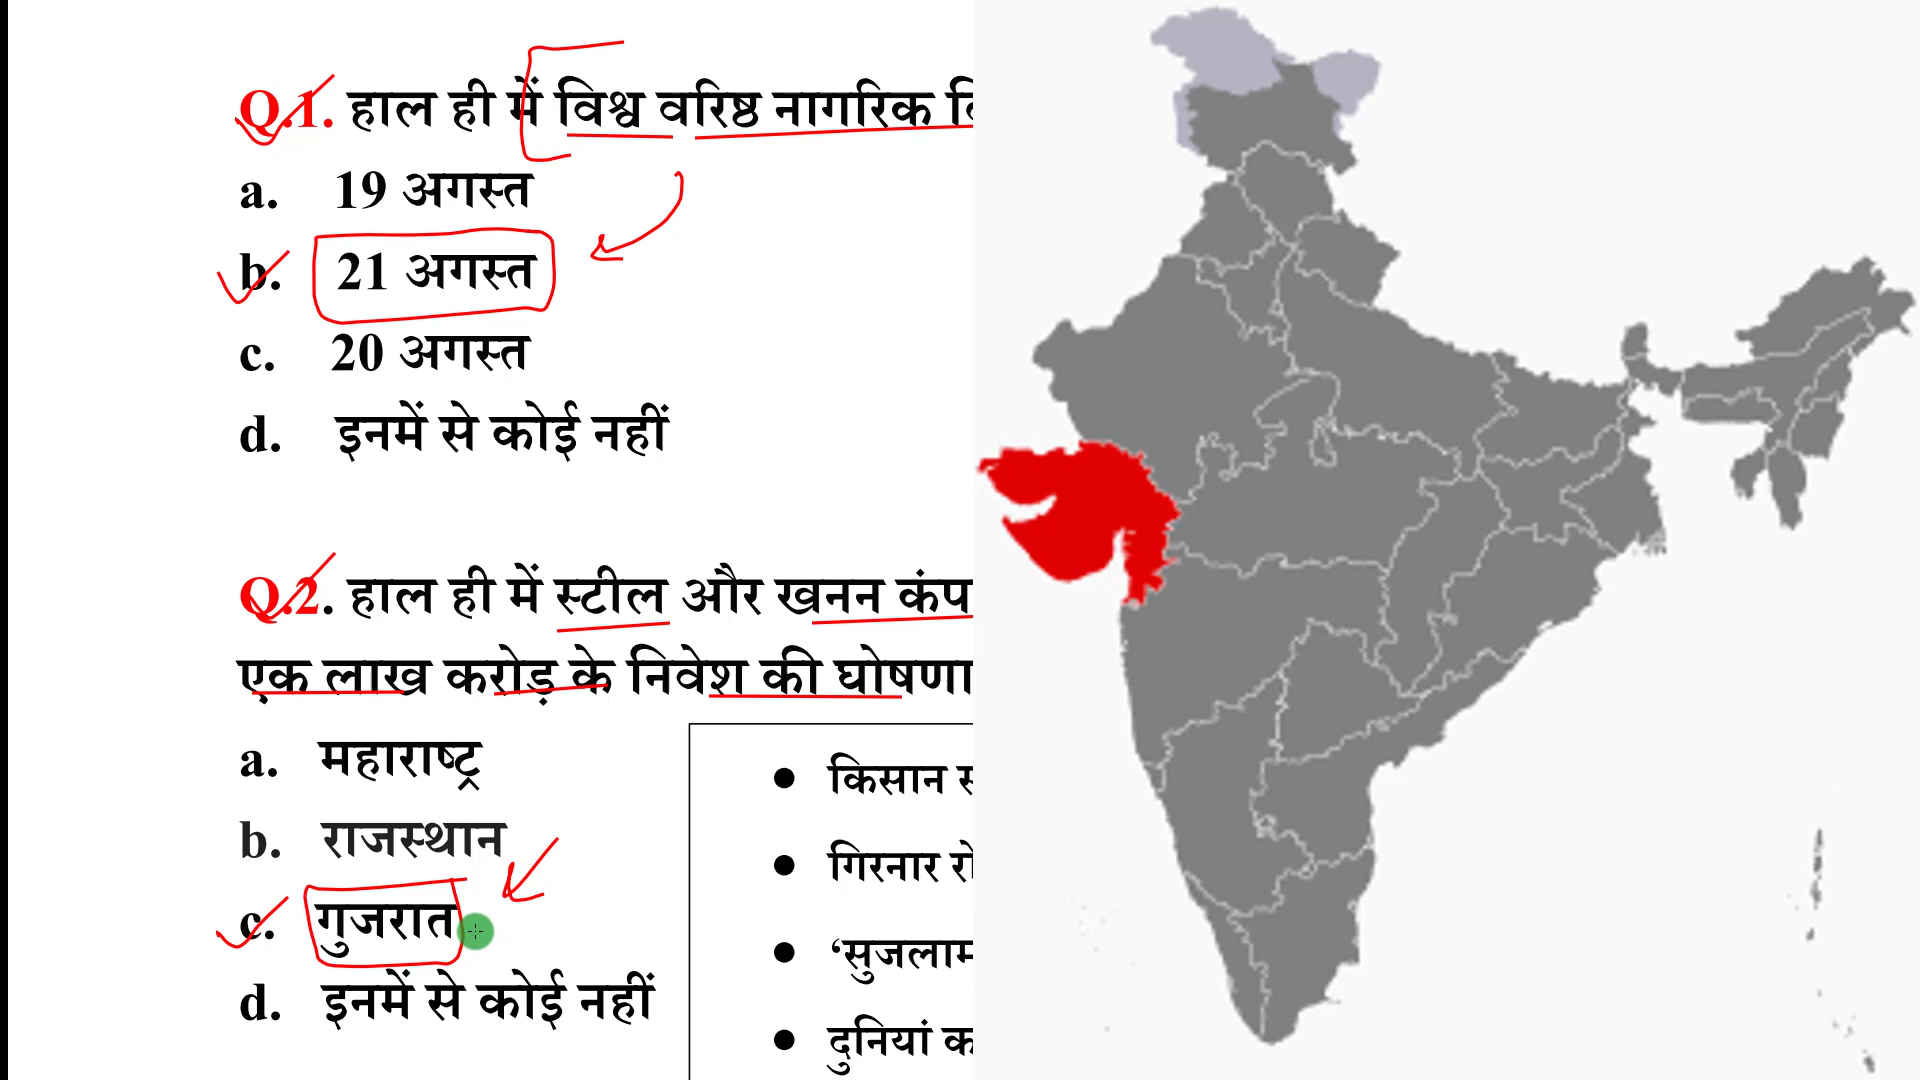 Q.1. हाल ही में विश्व वरिष्ठ नागरिक
a. 19 अगस्त
b. 21 अगस्त
c. 20 अगस्त
d. इनमें से कोई नहीं
Q.2. हाल ही में स्टील और खनन कंप
एक लाख करोड़ के निवेश की घोषणा
a. महाराष्ट्र
b. राजस्थान
c. गुजरात
d. इनमें से कोई नहीं
• किसान स
• गिरनार रो
• ‘सुजलाम
• दुनियां क